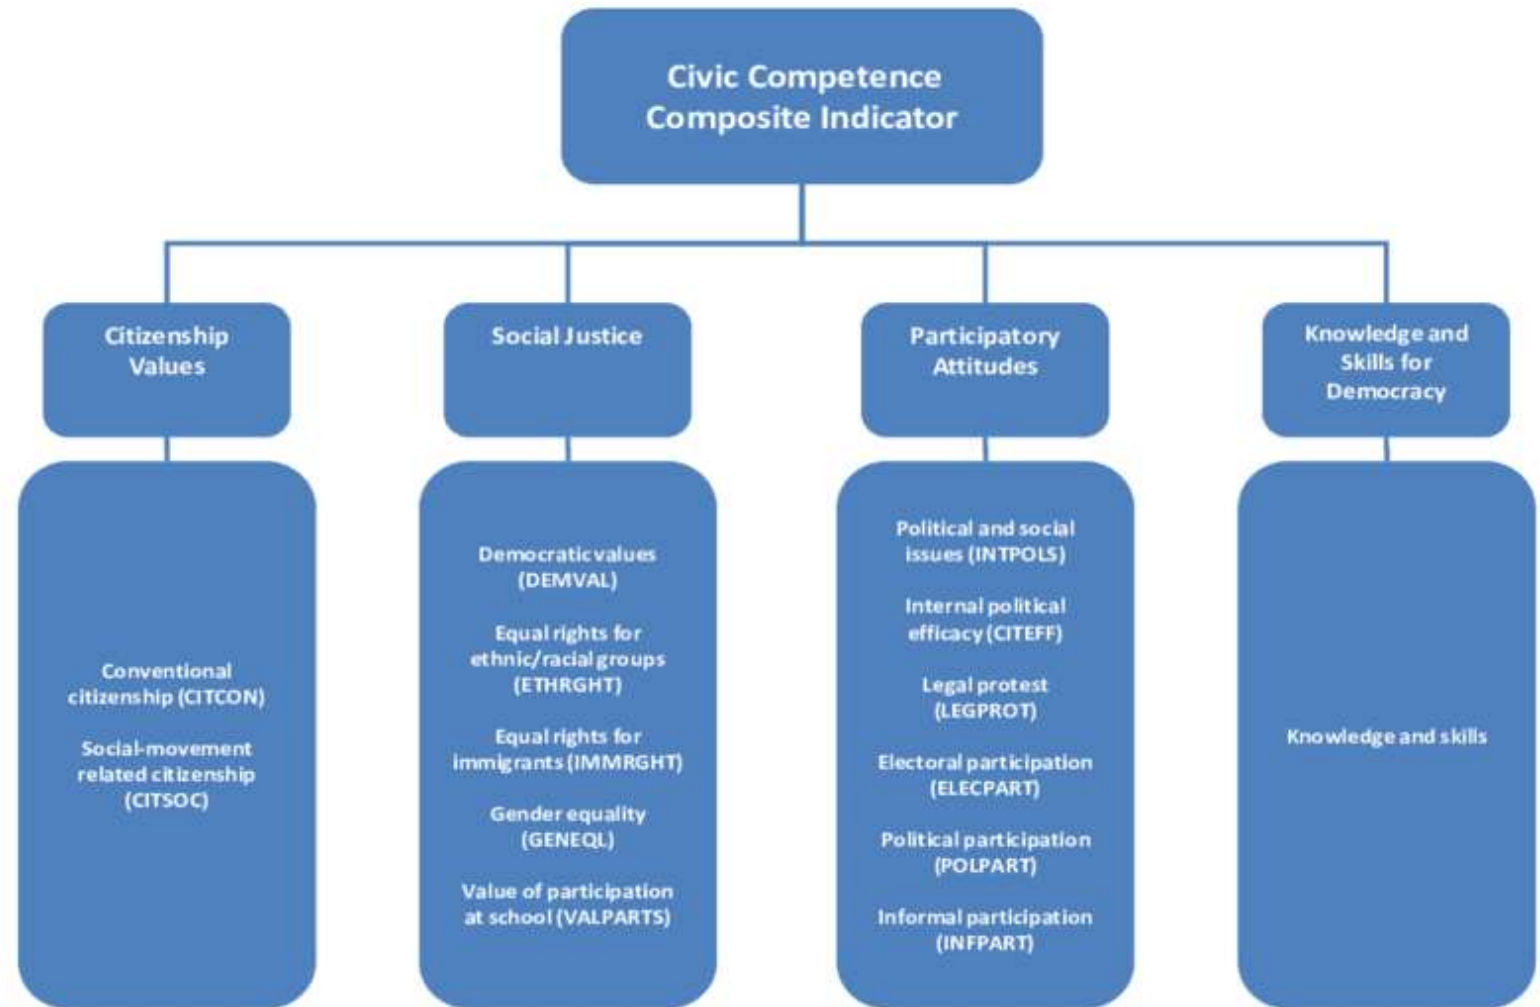 Civic Competence
Composite Indicator
Citizenship
Values
Social Justice
Participatory
Attitudes
Knowledge and
Skills for
Democracy
Conventional
citizenship (CITCON)
Social-movement
related citizenship
(CITSOC)
Democratic values
(DEMVAL)
Equal rights for
ethnic/racial groups
(ETHRGHT)
Equal rights for
immigrants (IMMRGHT)
Gender equality
(GENEQL)
Value of participation
at school (VALPARTS)
Political and social
issues (INTPOLS)
Internal political
efficacy (CITEFF)
Legal protest
(LEGPROT)
Electoral participation
(ELECPART)
Political participation
(POLPART)
Informal participation
(INFPART)
Knowledge and skills